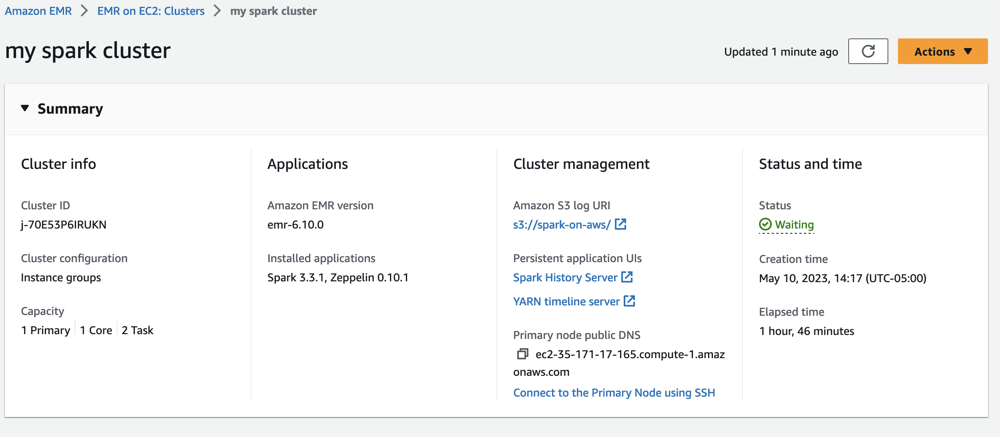 Amazon EMR > EMR on EC2: Clusters > my spark cluster
my spark cluster
Updated 1 minute ago
Actions
Summary
Cluster info
Cluster ID
j-70E53P6IRUKN
Cluster configuration
Instance groups
Capacity
1 Primary 1 Core 2 Task
Applications
Amazon EMR version
emr-6.10.0
Installed applications
Spark 3.3.1, Zeppelin 0.10.1
Cluster management
Amazon S3 log URI
s3://spark-on-aws/
Persistent application UIs
Spark History Server
YARN timeline server
Primary node public DNS
ec2-35-171-17-165.compute-1.amaz
onaws.com
Connect to the Primary Node using SSH
Status and time
Status
Waiting
Creation time
May 10, 2023, 14:17 (UTC-05:00)
Elapsed time
1 hour, 46 minutes